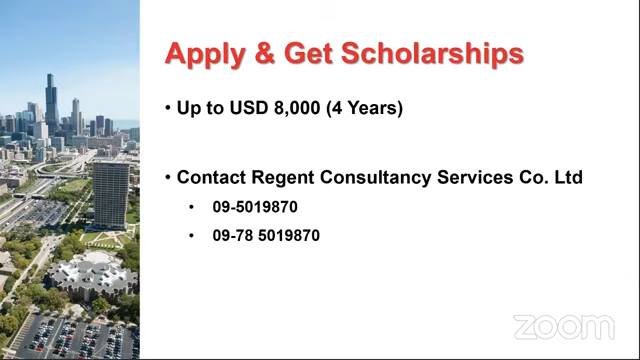 Apply & Get Scholarships
• Up to USD 8,000 (4 Years)
• Contact Regent Consultancy Services Co. Ltd
• 09-5019870
• 09-78 5019870
zoom